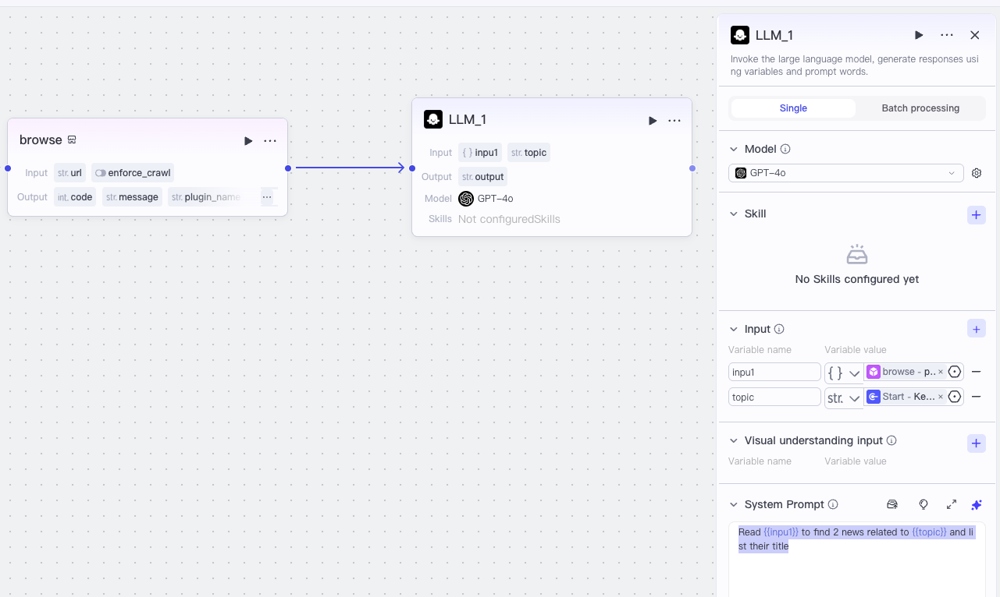 browse
Input str. url enforce_crawl
Output int. code str. message str. plugin_name ...
LLM_1
Input { } inpu1 str. topic
Output str. output
Model GPT-4o
Skills Not configuredSkills
LLM_1
Invoke the large language model, generate responses usi
ng variables and prompt words.
Single Batch processing
Model
GPT-4o
Skill
No Skills configured yet
Input
Variable name Variable value
inpu1 { } browse - p.. ×
topic str. Start - Ke... ×
Visual understanding input
Variable name Variable value
System Prompt
Read {{inpu1}} to find 2 news related to {{topic}} and li
st their title